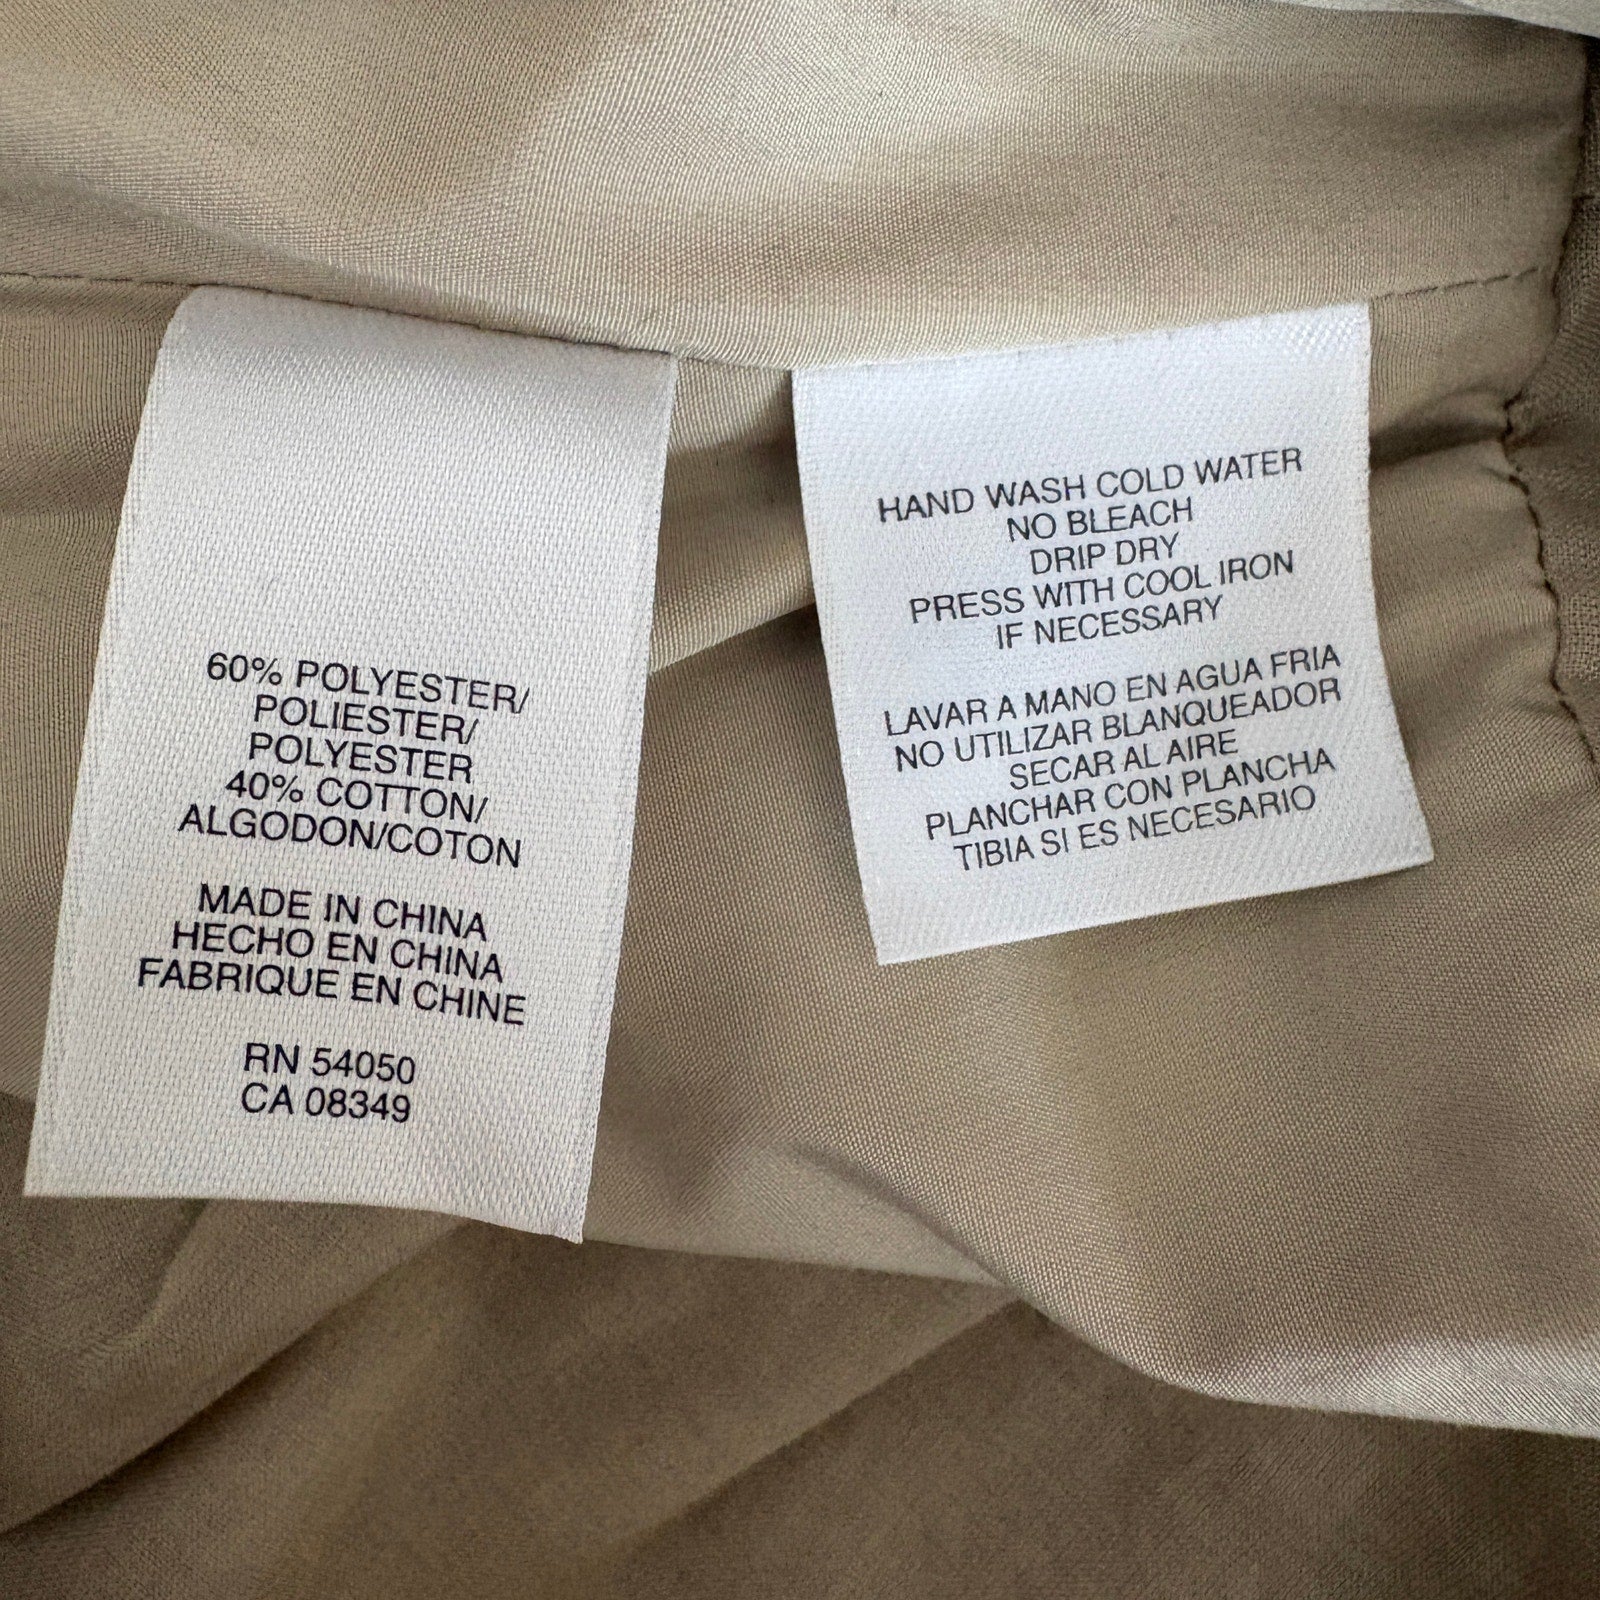 60% POLYESTER/
POLIESTER/
POLYESTER
40% COTTON/
ALGODON/COTON
MADE IN CHINA
HECHO EN CHINA
FABRIQUE EN CHINE
RN 54050
CA 08349
HAND WASH COLD WATER
NO BLEACH
DRIP DRY
PRESS WITH COOL IRON
IF NECESSARY
LAVAR A MANO EN AGUA FRIA
NO UTILIZAR BLANQUEADOR
SECAR AL AIRE
PLANCHAR CON PLANCHA
TIBIA SI ES NECESARIO